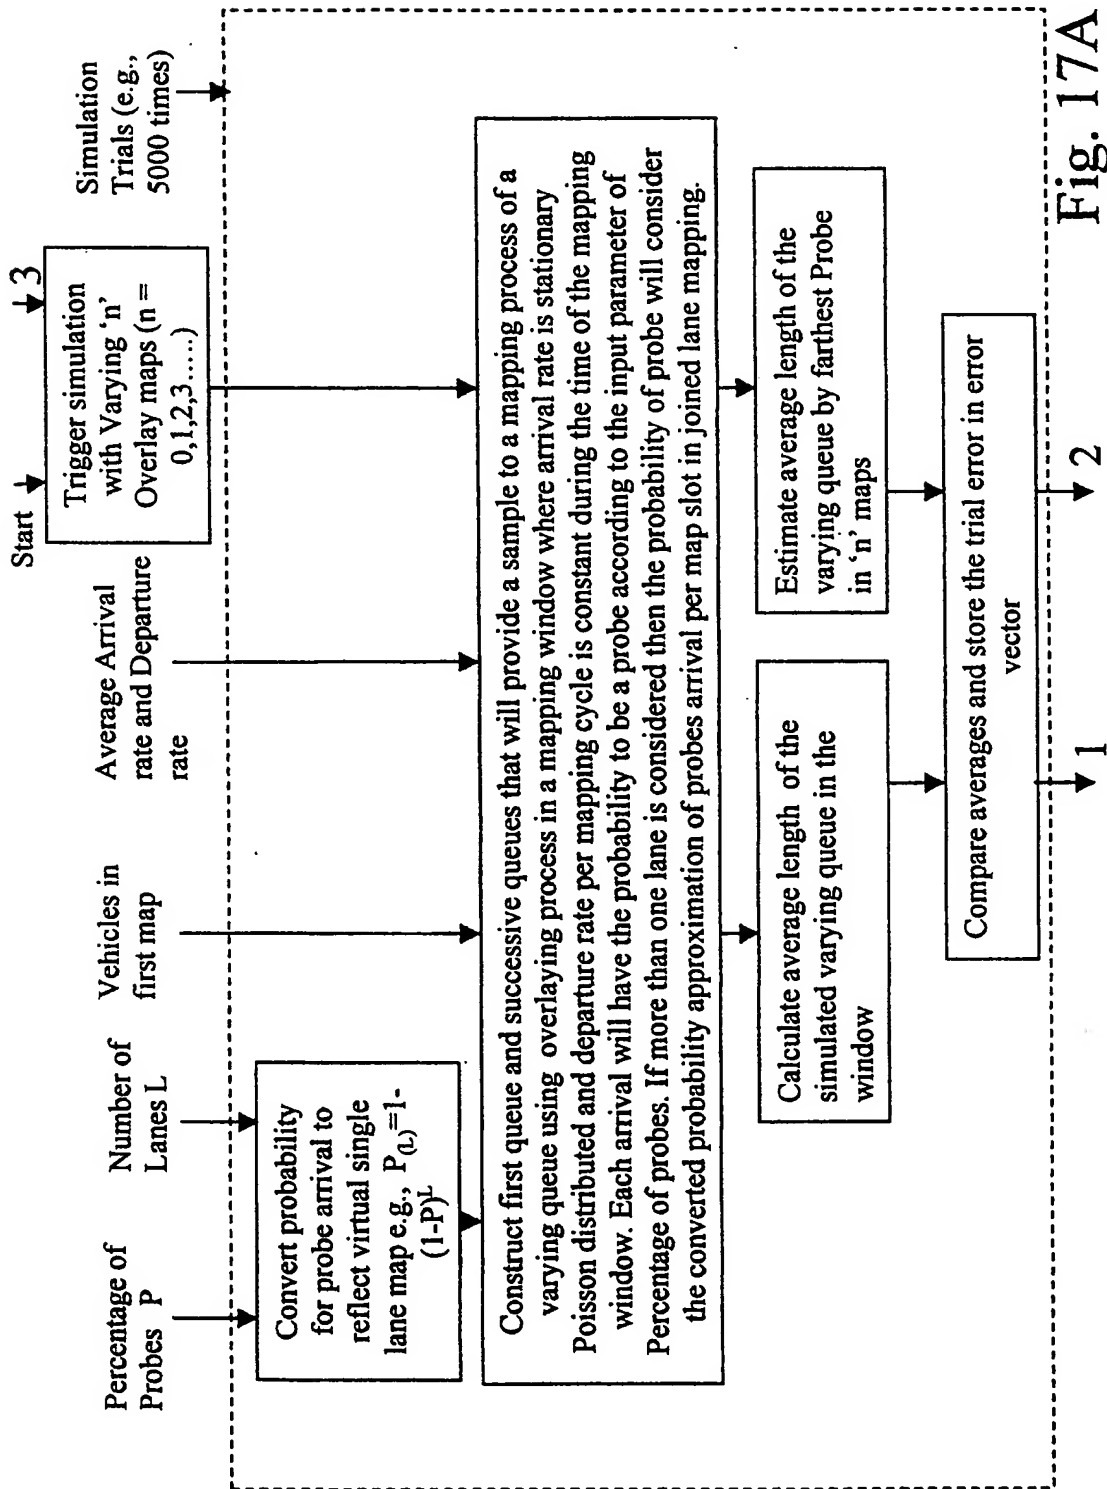 Percentage of
Probes P
Number of
Lanes L
Vehicles in
first map
Average Arrival
rate and Departure
rate
Start
3
Trigger simulation
with Varying ‘n’
Overlay maps (n =
0,1,2,3.....)
Simulation
Trials (e.g.,
5000 times)
Convert probability
for probe arrival to
reflect virtual single
lane map e.g., P(L)=1-
(1-P)^L
Construct first queue and successive queues that will provide a sample to a mapping process of a
varying queue using overlaying process in a mapping window where arrival rate is stationary
Poisson distributed and departure rate per mapping cycle is constant during the time of the mapping
window. Each arrival will have the probability to be a probe according to the input parameter of
Percentage of probes. If more than one lane is considered then the probability of probe will consider
the converted probability approximation of probes arrival per map slot in joined lane mapping.
Calculate average length of the
simulated varying queue in the
window
Estimate average length of the
varying queue by farthest Probe
in ‘n’ maps
Compare averages and store the trial error in error
vector
1
2
Fig. 17A